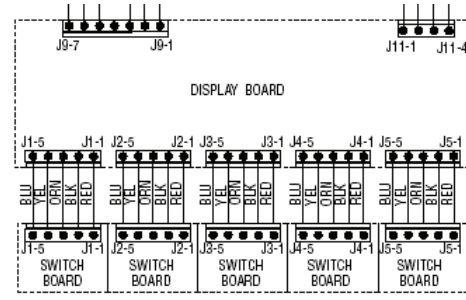 J9-7 J9-1 J11-1 J11-4
DISPLAY BOARD
J1-5 J1-1 J2-5 J2-1 J3-5 J3-1 J4-5 J4-1 J5-5 J5-1
BLU YEL ORN BLK RED BLU YEL ORN BLK RED BLU YEL ORN BLK RED BLU YEL ORN BLK RED BLU YEL ORN BLK RED
J1-5 J1-1 J2-5 J2-1 J3-5 J3-1 J4-5 J4-1 J5-5 J5-1
SWITCH SWITCH SWITCH SWITCH SWITCH
BOARD BOARD BOARD BOARD BOARD